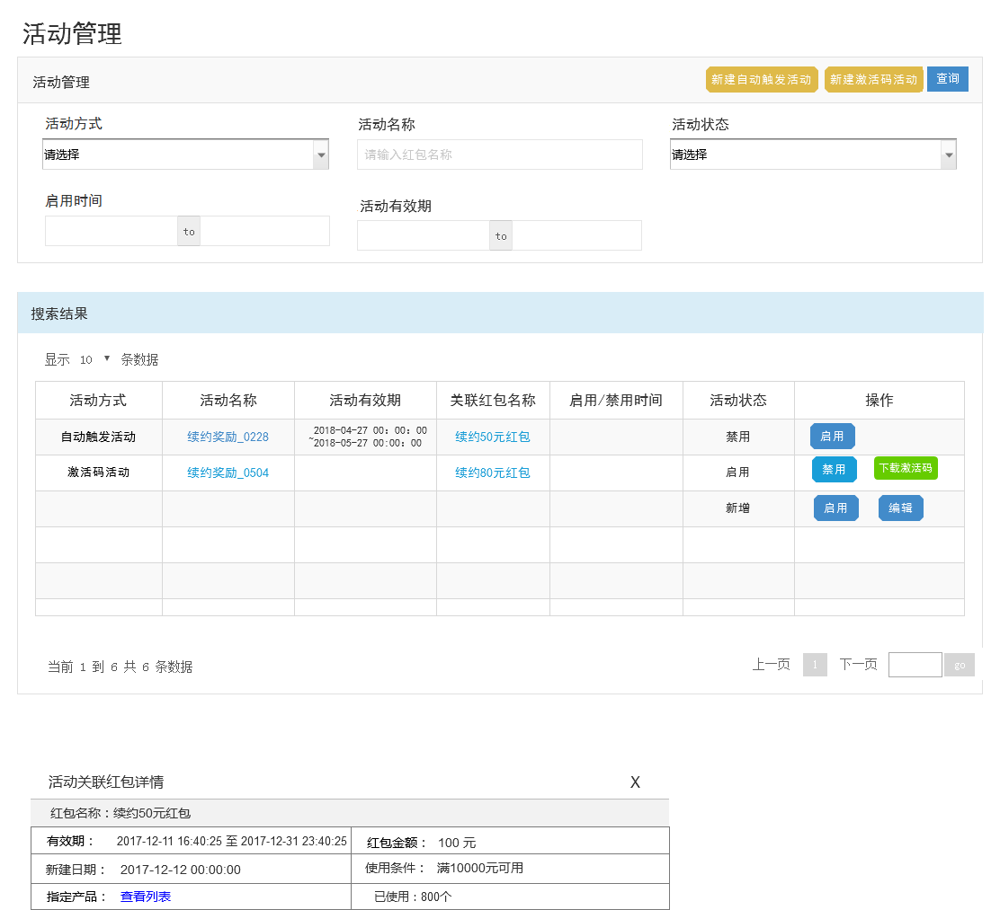 活动管理
活动管理 新建自动触发活动 新建激活码活动 查询
活动方式 活动名称 活动状态
请选择 请输入红包名称 请选择
启用时间 活动有效期
to to
搜索结果
显示 10 ▼ 条数据
活动方式 活动名称 活动有效期 关联红包名称 启用/禁用时间 活动状态 操作
自动触发活动 续约奖励_0228 2018-04-27 00：00：00 续约50元红包 禁用 启用
~2018-05-27 00:00：00
激活码活动 续约奖励_0504 续约80元红包 启用 禁用 下载激活码
新增 启用 编辑
当前 1 到 6 共 6 条数据 上一页 1 下一页 go
活动关联红包详情 X
红包名称：续约50元红包
有效期： 2017-12-11 16:40:25 至 2017-12-31 23:40:25 红包金额： 100 元
新建日期： 2017-12-12 00:00:00 使用条件： 满10000元可用
指定产品： 查看列表 已使用：800个